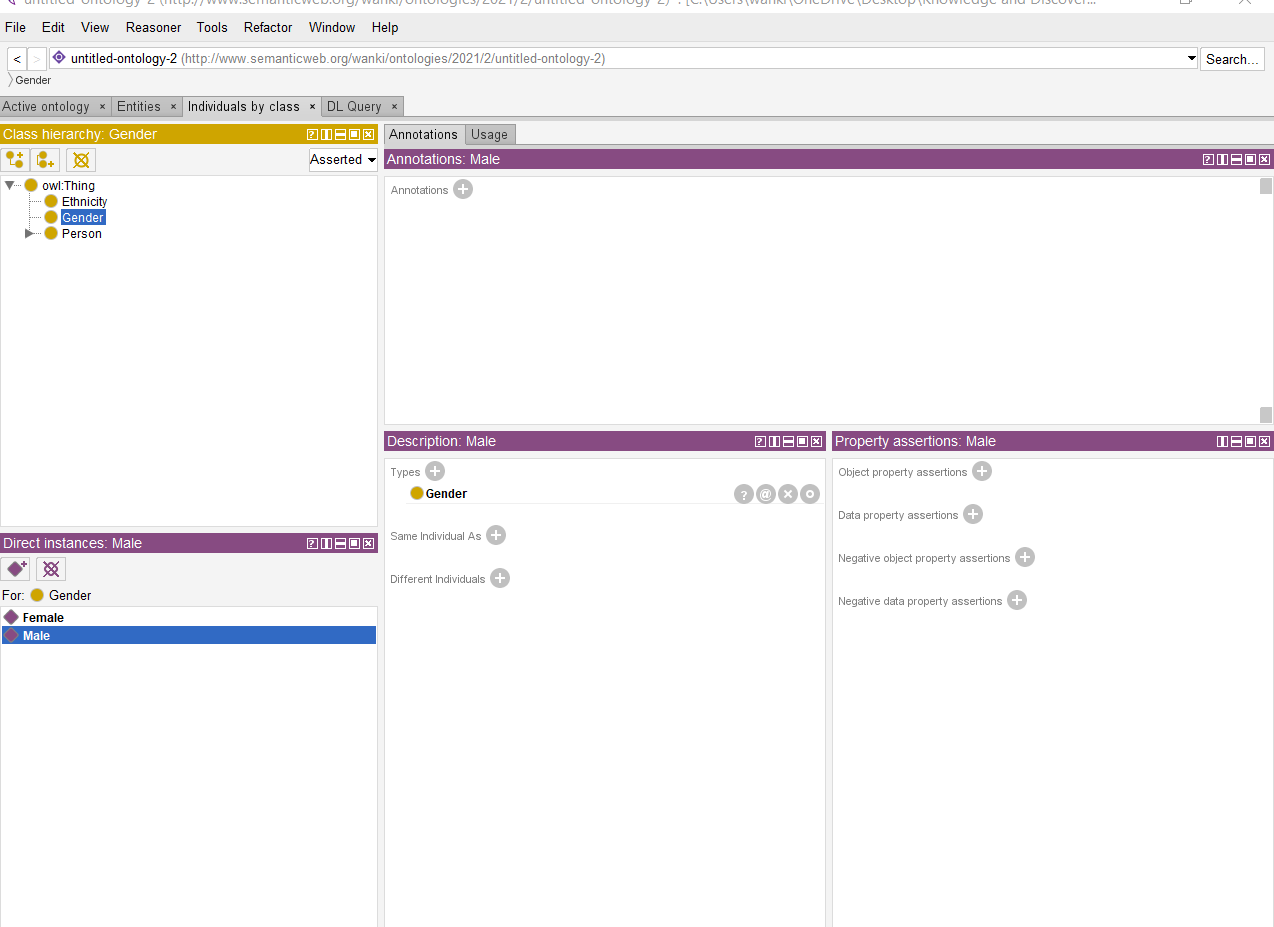 untitled-ontology-2 (http://www.semanticweb.org/wanki/ontologies/2021/2/untitled-ontology-2) : [C:\Users\wanki\OneDrive\Desktop\Knowledge and Discover...
File Edit View Reasoner Tools Refactor Window Help
< > untitled-ontology-2 (http://www.semanticweb.org/wanki/ontologies/2021/2/untitled-ontology-2) Search...
Gender
Active ontology × Entities × Individuals by class × DL Query ×
Class hierarchy: Gender
Annotations Usage
Asserted
Annotations: Male
Annotations
owl:Thing
Ethnicity
Gender
Person
Description: Male
Property assertions: Male
Types
Gender
? @
Same Individual As
Different Individuals
Object property assertions
Data property assertions
Negative object property assertions
Negative data property assertions
Direct instances: Male
For: Gender
Female
Male